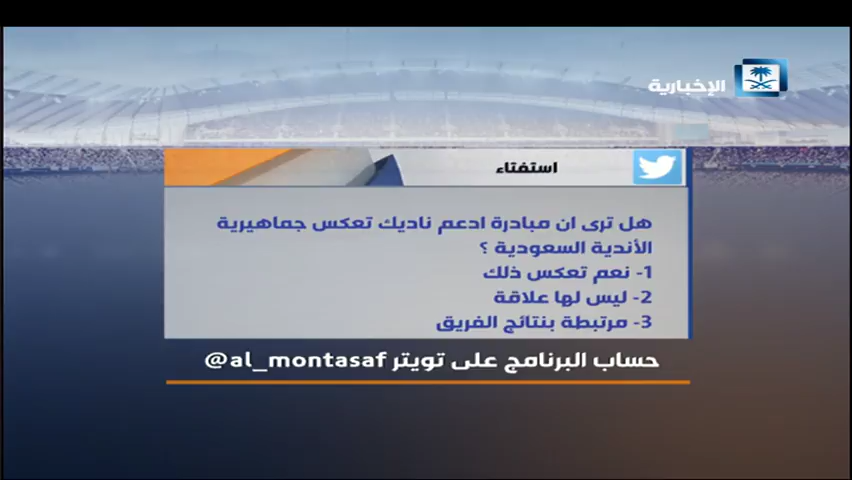 الإخبارية
استفتاء
هل ترى ان مبادرة ادعم ناديك تعكس جماهيرية
الأندية السعودية ؟
1- نعم تعكس ذلك
2- ليس لها علاقة
3- مرتبطة بنتائج الفريق
حساب البرنامج على تويتر @al_montasaf